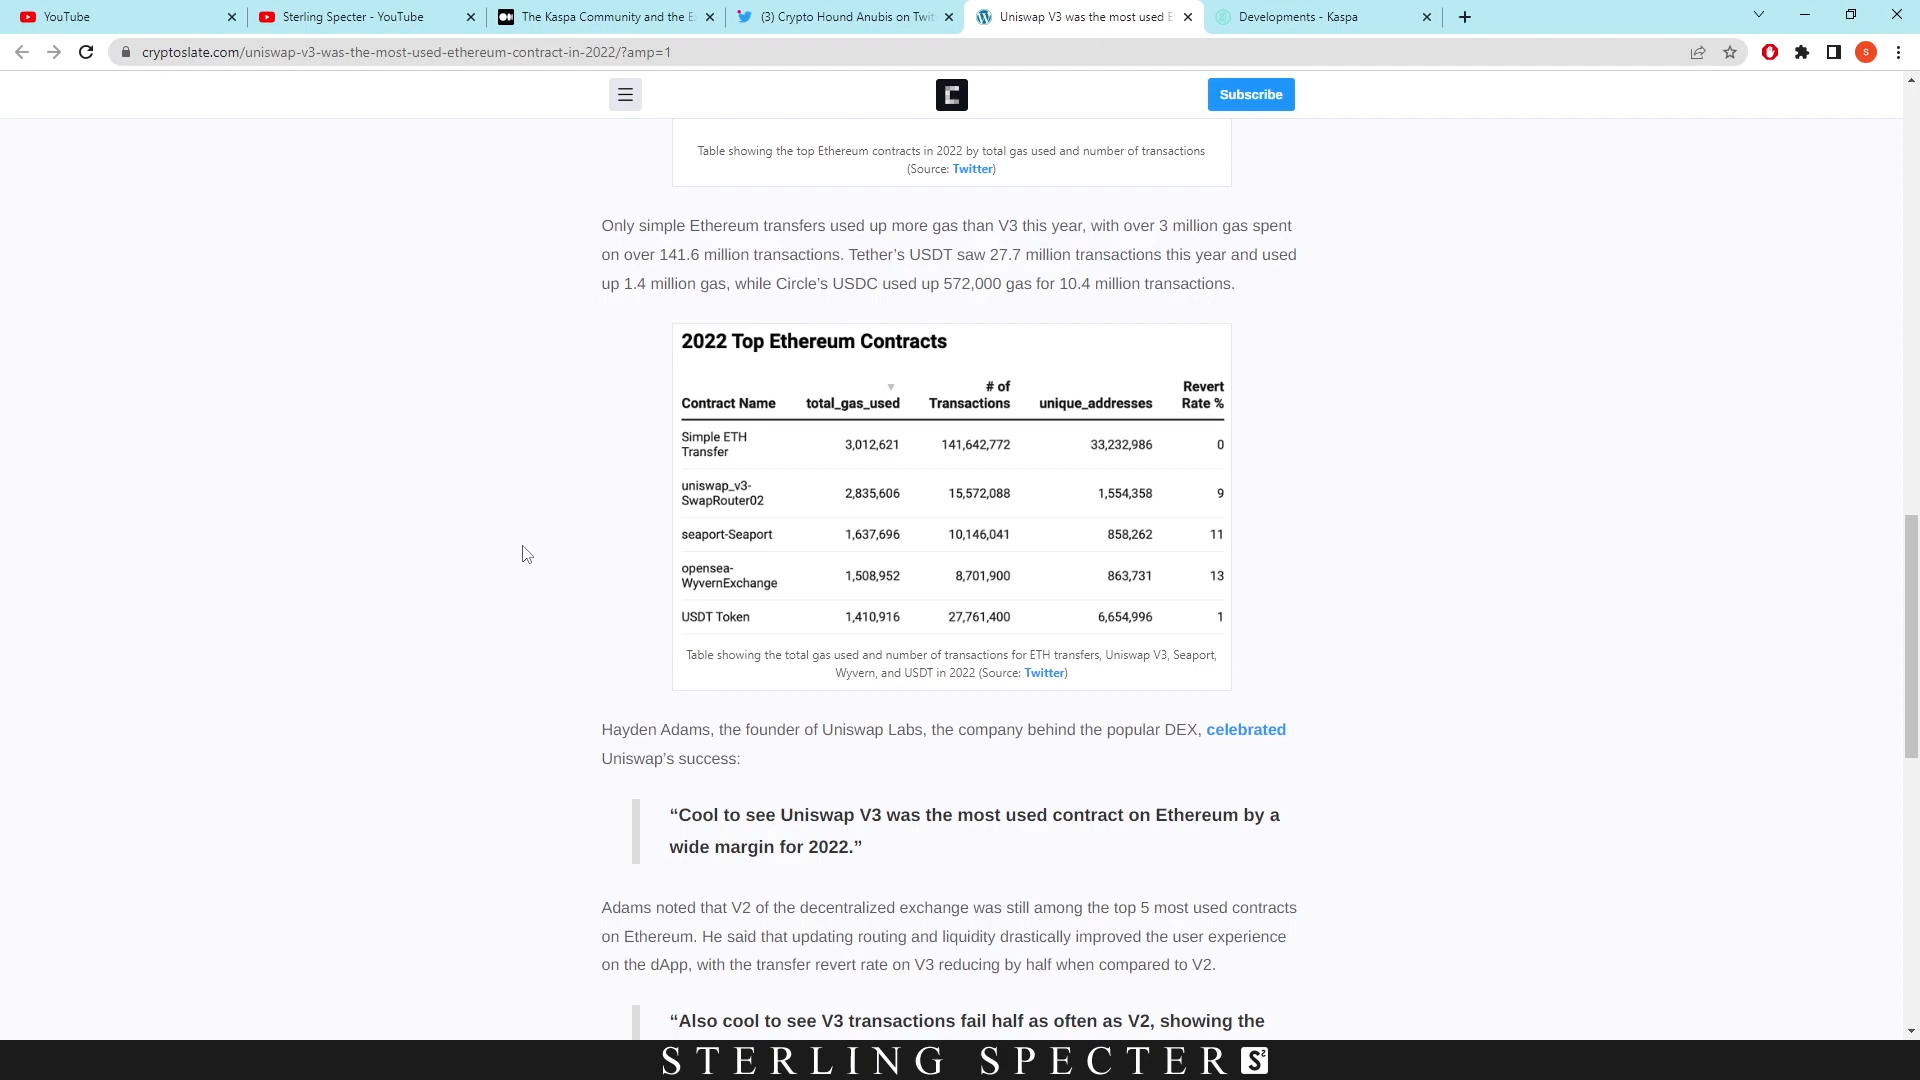 YouTube
Sterling Specter - YouTube
The Kaspa Community and the E
(3) Crypto Hound Anubis on Twit
Uniswap V3 was the most used E
Developments - Kaspa
cryptoslate.com/uniswap-v3-was-the-most-used-ethereum-contract-in-2022/?amp=1
S
C
Subscribe
Table showing the top Ethereum contracts in 2022 by total gas used and number of transactions
(Source: Twitter)
Only simple Ethereum transfers used up more gas than V3 this year, with over 3 million gas spent
on over 141.6 million transactions. Tether’s USDT saw 27.7 million transactions this year and used
up 1.4 million gas, while Circle’s USDC used up 572,000 gas for 10.4 million transactions.
2022 Top Ethereum Contracts
Contract Name total_gas_used # of Transactions unique_addresses Revert Rate %
Simple ETH Transfer 3,012,621 141,642,772 33,232,986 0
uniswap_v3-SwapRouter02 2,835,606 15,572,088 1,554,358 9
seaport-Seaport 1,637,696 10,146,041 858,262 11
opensea-WyvernExchange 1,508,952 8,701,900 863,731 13
USDT Token 1,410,916 27,761,400 6,654,996 1
Table showing the total gas used and number of transactions for ETH transfers, Uniswap V3, Seaport,
Wyvern, and USDT in 2022 (Source: Twitter)
Hayden Adams, the founder of Uniswap Labs, the company behind the popular DEX, celebrated
Uniswap’s success:
“Cool to see Uniswap V3 was the most used contract on Ethereum by a
wide margin for 2022.”
Adams noted that V2 of the decentralized exchange was still among the top 5 most used contracts
on Ethereum. He said that updating routing and liquidity drastically improved the user experience
on the dApp, with the transfer revert rate on V3 reducing by half when compared to V2.
“Also cool to see V3 transactions fail half as often as V2, showing the
STERLING SPECTER S²